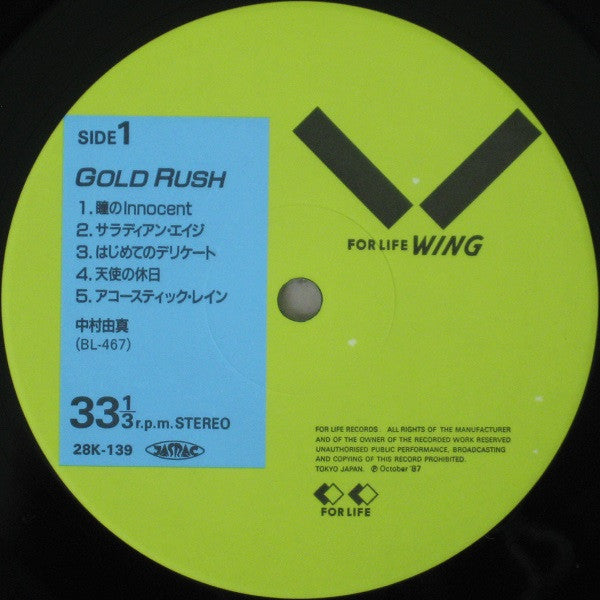 SIDE 1
GOLD RUSH
1. 瞳のInnocent
2. サラディアン・エイジ
3. はじめてのデリケート
4. 天使の休日
5. アコースティック・レイン
中村由真
(BL-467)
33 1/3 r.p.m. STEREO
28K-139 JASRAC
FOR LIFE WING
FOR LIFE RECORDS ALL RIGHTS OF THE MANUFACTURER
AND OF THE OWNER OF THE RECORDED WORK RESERVED
UNAUTHORISED PUBLIC PERFORMANCE, BROADCASTING
AND COPYING OF THIS RECORD PROHIBITED.
TOKYO JAPAN. ℗ October '87
FOR LIFE